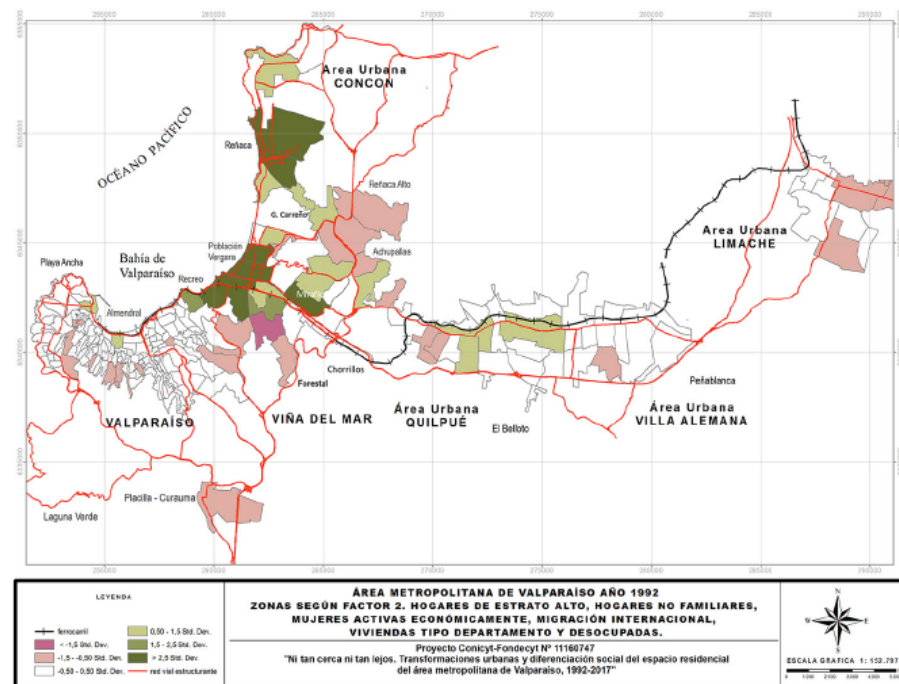 Área Urbana
CONCON
OCÉANO PACÍFICO
Reñaca
Reñaca Alto
G. Carreño
Área Urbana
LIMACHE
Población
Vergara
Achupallas
Bahía de
Valparaíso
Playa Ancha
Recreo
Almendral
Chorrillos
Peñablanca
Forestal
Área Urbana
QUILPUÉ
Área Urbana
VILLA ALEMANA
VALPARAÍSO
VIÑA DEL MAR
El Belloto
Placilla - Curauma
Laguna Verde
LEYENDA
ferrocarril
< -1,5 Std. Dev.
-1,5 - -0,50 Std. Dev.
-0,50 - 0,50 Std. Dev.
0,50 - 1,5 Std. Dev.
1,5 - 2,5 Std. Dev.
> 2,5 Std. Dev.
red vial estructurante
ÁREA METROPOLITANA DE VALPARAÍSO AÑO 1992
ZONAS SEGÚN FACTOR 2. HOGARES DE ESTRATO ALTO, HOGARES NO FAMILIARES,
MUJERES ACTIVAS ECONÓMICAMENTE, MIGRACIÓN INTERNACIONAL,
VIVIENDAS TIPO DEPARTAMENTO Y DESOCUPADAS.
Proyecto Conicyt-Fondecyt Nº 11160747
"Ni tan cerca ni tan lejos. Transformaciones urbanas y diferenciación social del espacio residencial
del área metropolitana de Valparaíso, 1992-2017"
N
W E
S
ESCALA GRAFICA 1: 152.797